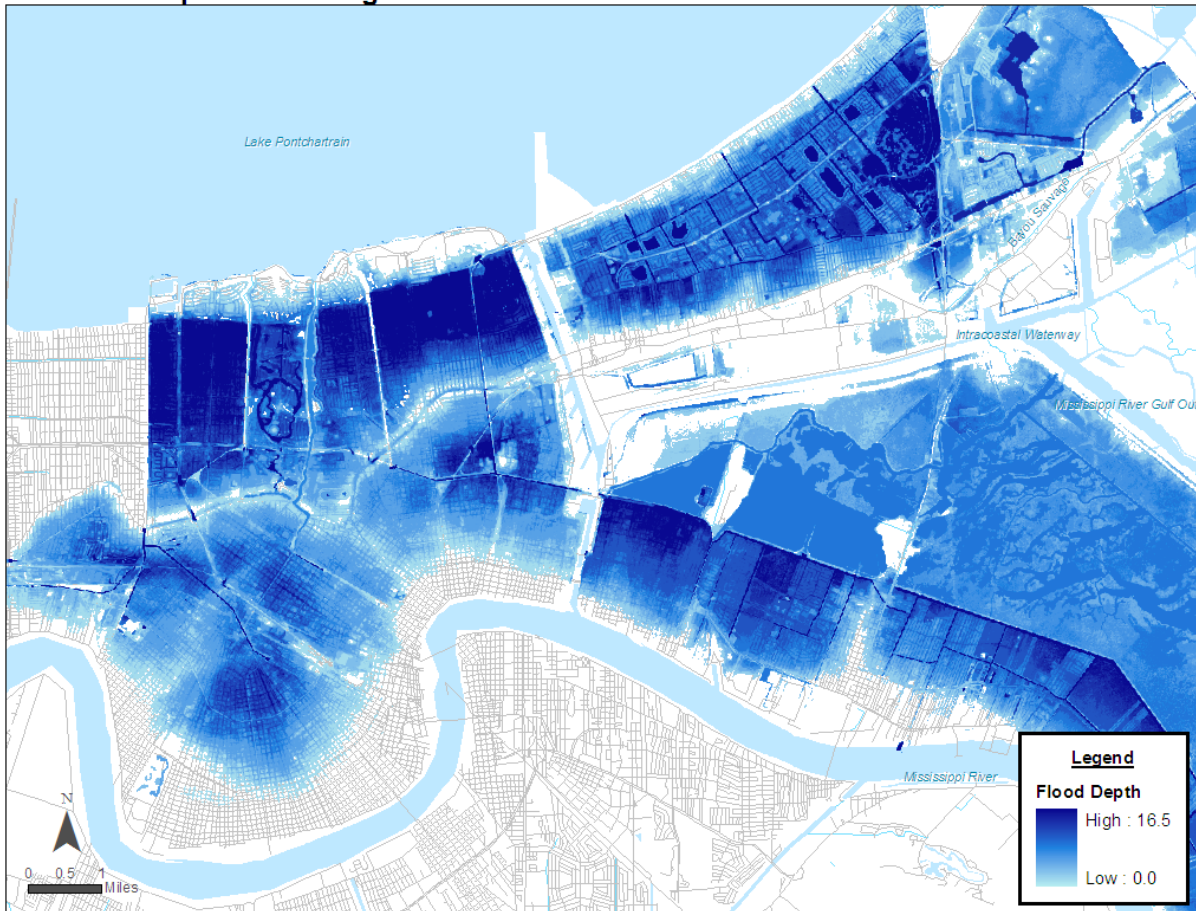 Lake Pontchartrain
Bayou Sauvage
Intracoastal Waterway
Mississippi River Gulf Ou
Mississippi River
N
0 0.5 1
Miles
Legend
Flood Depth
High : 16.5
Low : 0.0